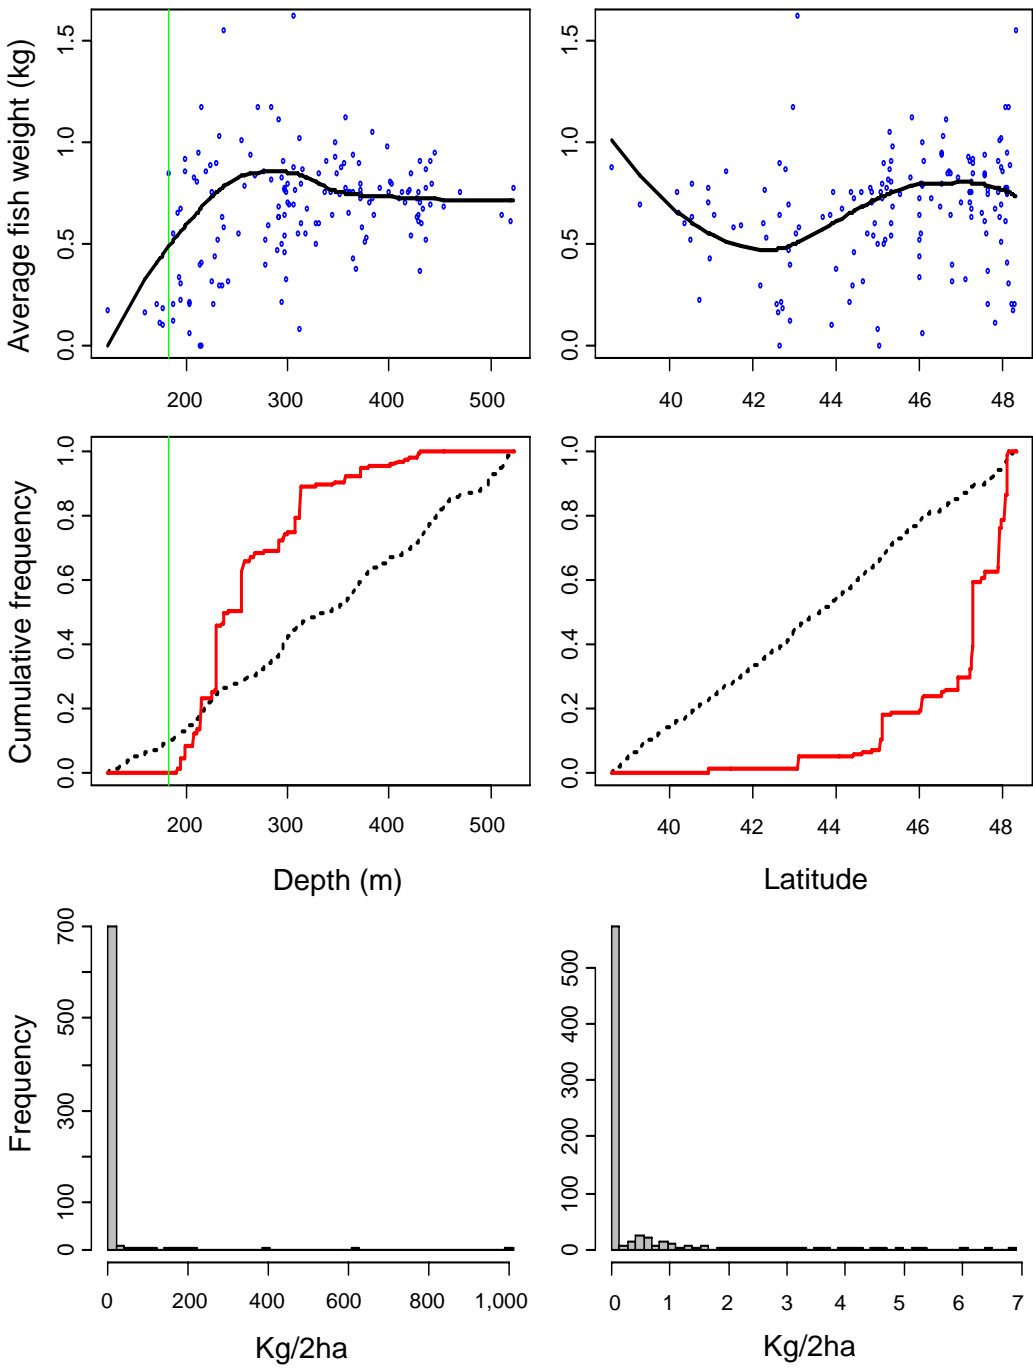 Average fish weight (kg)
0.0 0.5 1.0 1.5
200 300 400 500
0.0 0.5 1.0 1.5
40 42 44 46 48
Cumulative frequency
0.0 0.2 0.4 0.6 0.8 1.0
200 300 400 500
Depth (m)
0.0 0.2 0.4 0.6 0.8 1.0
40 42 44 46 48
Latitude
Frequency
0 100 300 500 700
0 200 400 600 1,000
Kg/2ha
0 100 200 300 400 500
0 1 2 3 4 5 6 7
Kg/2ha